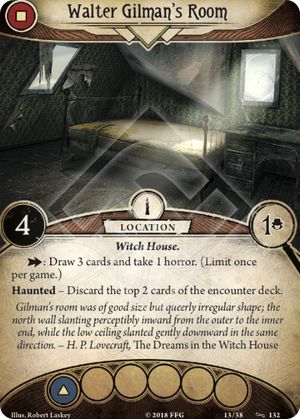 Walter Gilman's Room
4
LOCATION
1
Witch House.
: Draw 3 cards and take 1 horror. (Limit once
per game.)
Haunted – Discard the top 2 cards of the encounter deck.
Gilman's room was of good size but queerly irregular shape; the
north wall slanting perceptibly inward from the outer to the inner
end, while the low ceiling slanted gently downward in the same
direction. – H. P. Lovecraft, The Dreams in the Witch House
Illus. Robert Laskey © 2018 FFG 13/38 132